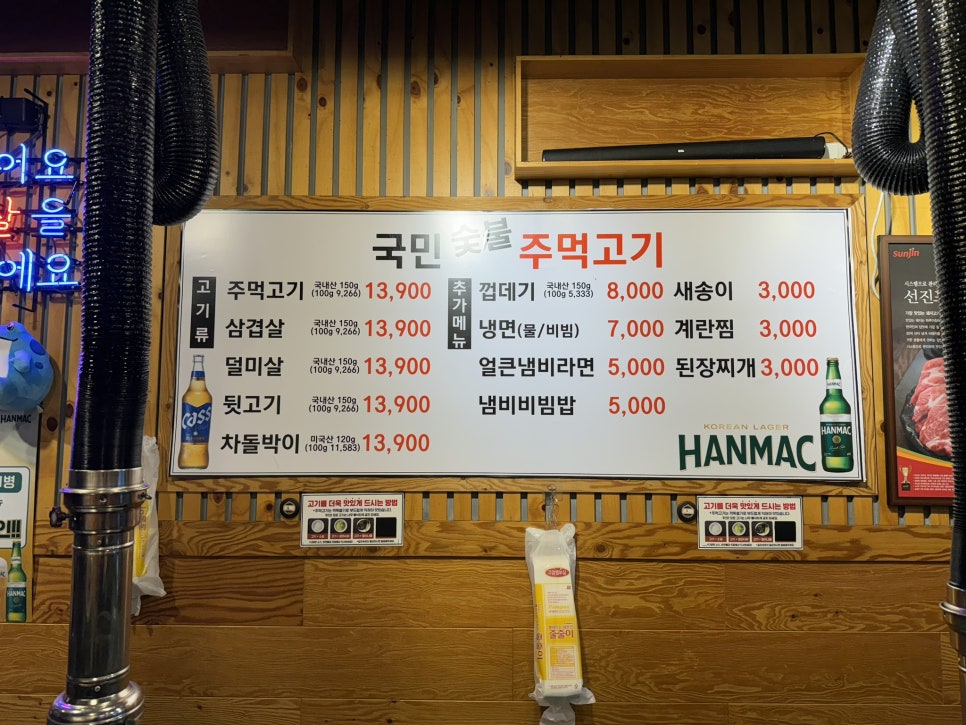 어요
을
에요
국민 숯불 주먹고기
고기류
주먹고기 국내산 150g (100g 9,266) 13,900
삼겹살 국내산 150g (100g 9,266) 13,900
덜미살 국내산 150g (100g 9,266) 13,900
뒷고기 국내산 150g (100g 9,266) 13,900
차돌박이 미국산 120g (100g 11,583) 13,900
추가메뉴
껍데기 국내산 150g (100g 5,333) 8,000
냉면(물/비빔) 7,000
얼큰냄비라면 5,000
냄비비빔밥 5,000
새송이 3,000
계란찜 3,000
된장찌개 3,000
Cass
KOREAN LAGER
HANMAC
HANMAC
HANMAC
sunjin
선진
고기를 더욱 맛있게 드시는 방법
고기를 더욱 맛있게 드시는 방법
줄줄이